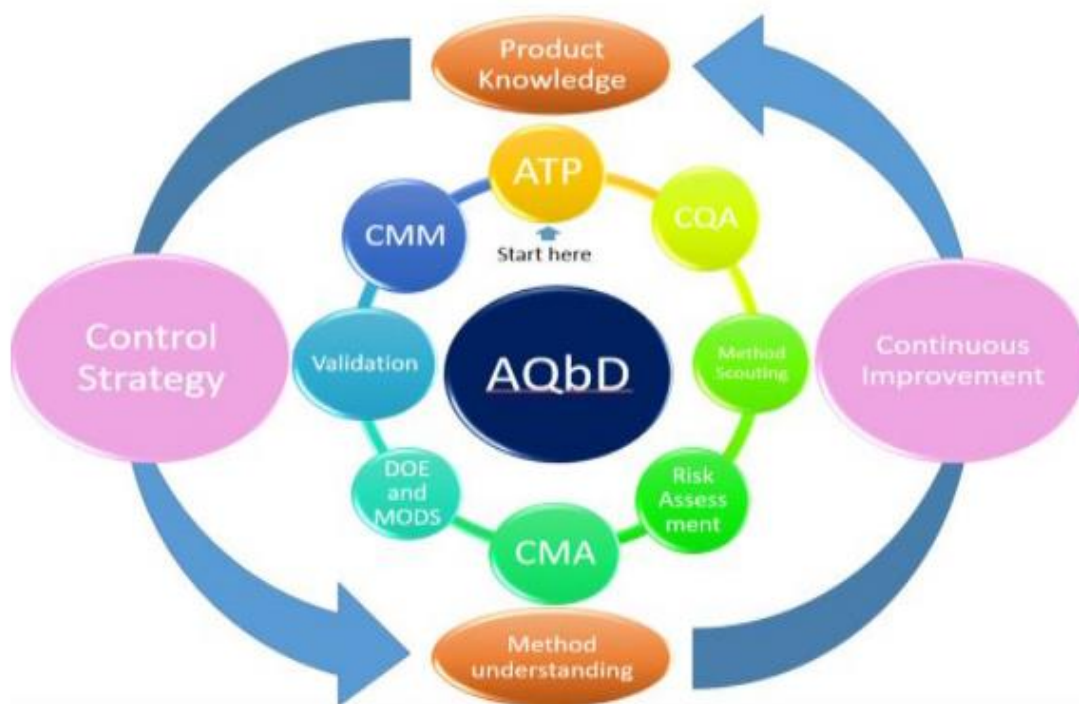 Product
Knowledge
ATP
Start here
CMM
CQA
Control
Strategy
Validation
AQbD
Method
Scouting
Continuous
Improvement
DOE
and
MODS
CMA
Risk
Assess
ment
Method
understanding